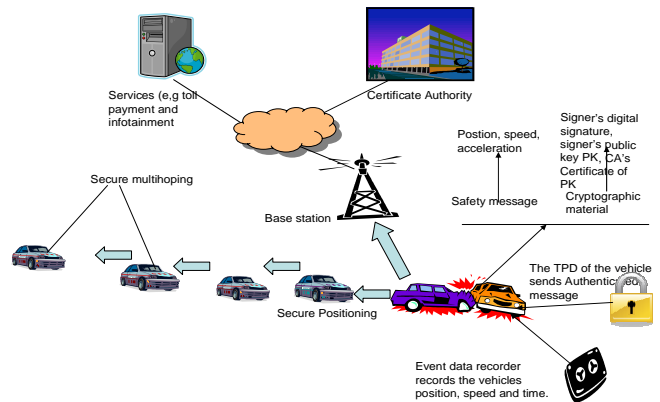 Services (e,g toll
payment and
infotainment
Certificate Authority
Signer's digital
signature,
signer's public
key PK, CA's
Certificate of
PK
Postion, speed,
acceleration
Cryptographic
material
Safety message
Secure multihoping
Base station
The TPD of the vehicle
sends Authenticated
message
Secure Positioning
Event data recorder
records the vehicles
position, speed and time.